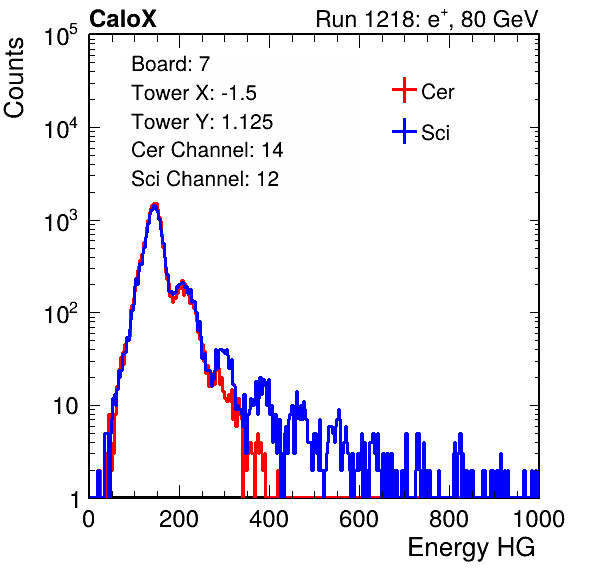 CaloX Run 1218: e⁺, 80 GeV
Board: 7
Tower X: -1.5
Tower Y: 1.125
Cer Channel: 14
Sci Channel: 12
Cer
Sci
Counts
10⁵
10⁴
10³
10²
10
1
0 200 400 600 800 1000
Energy HG